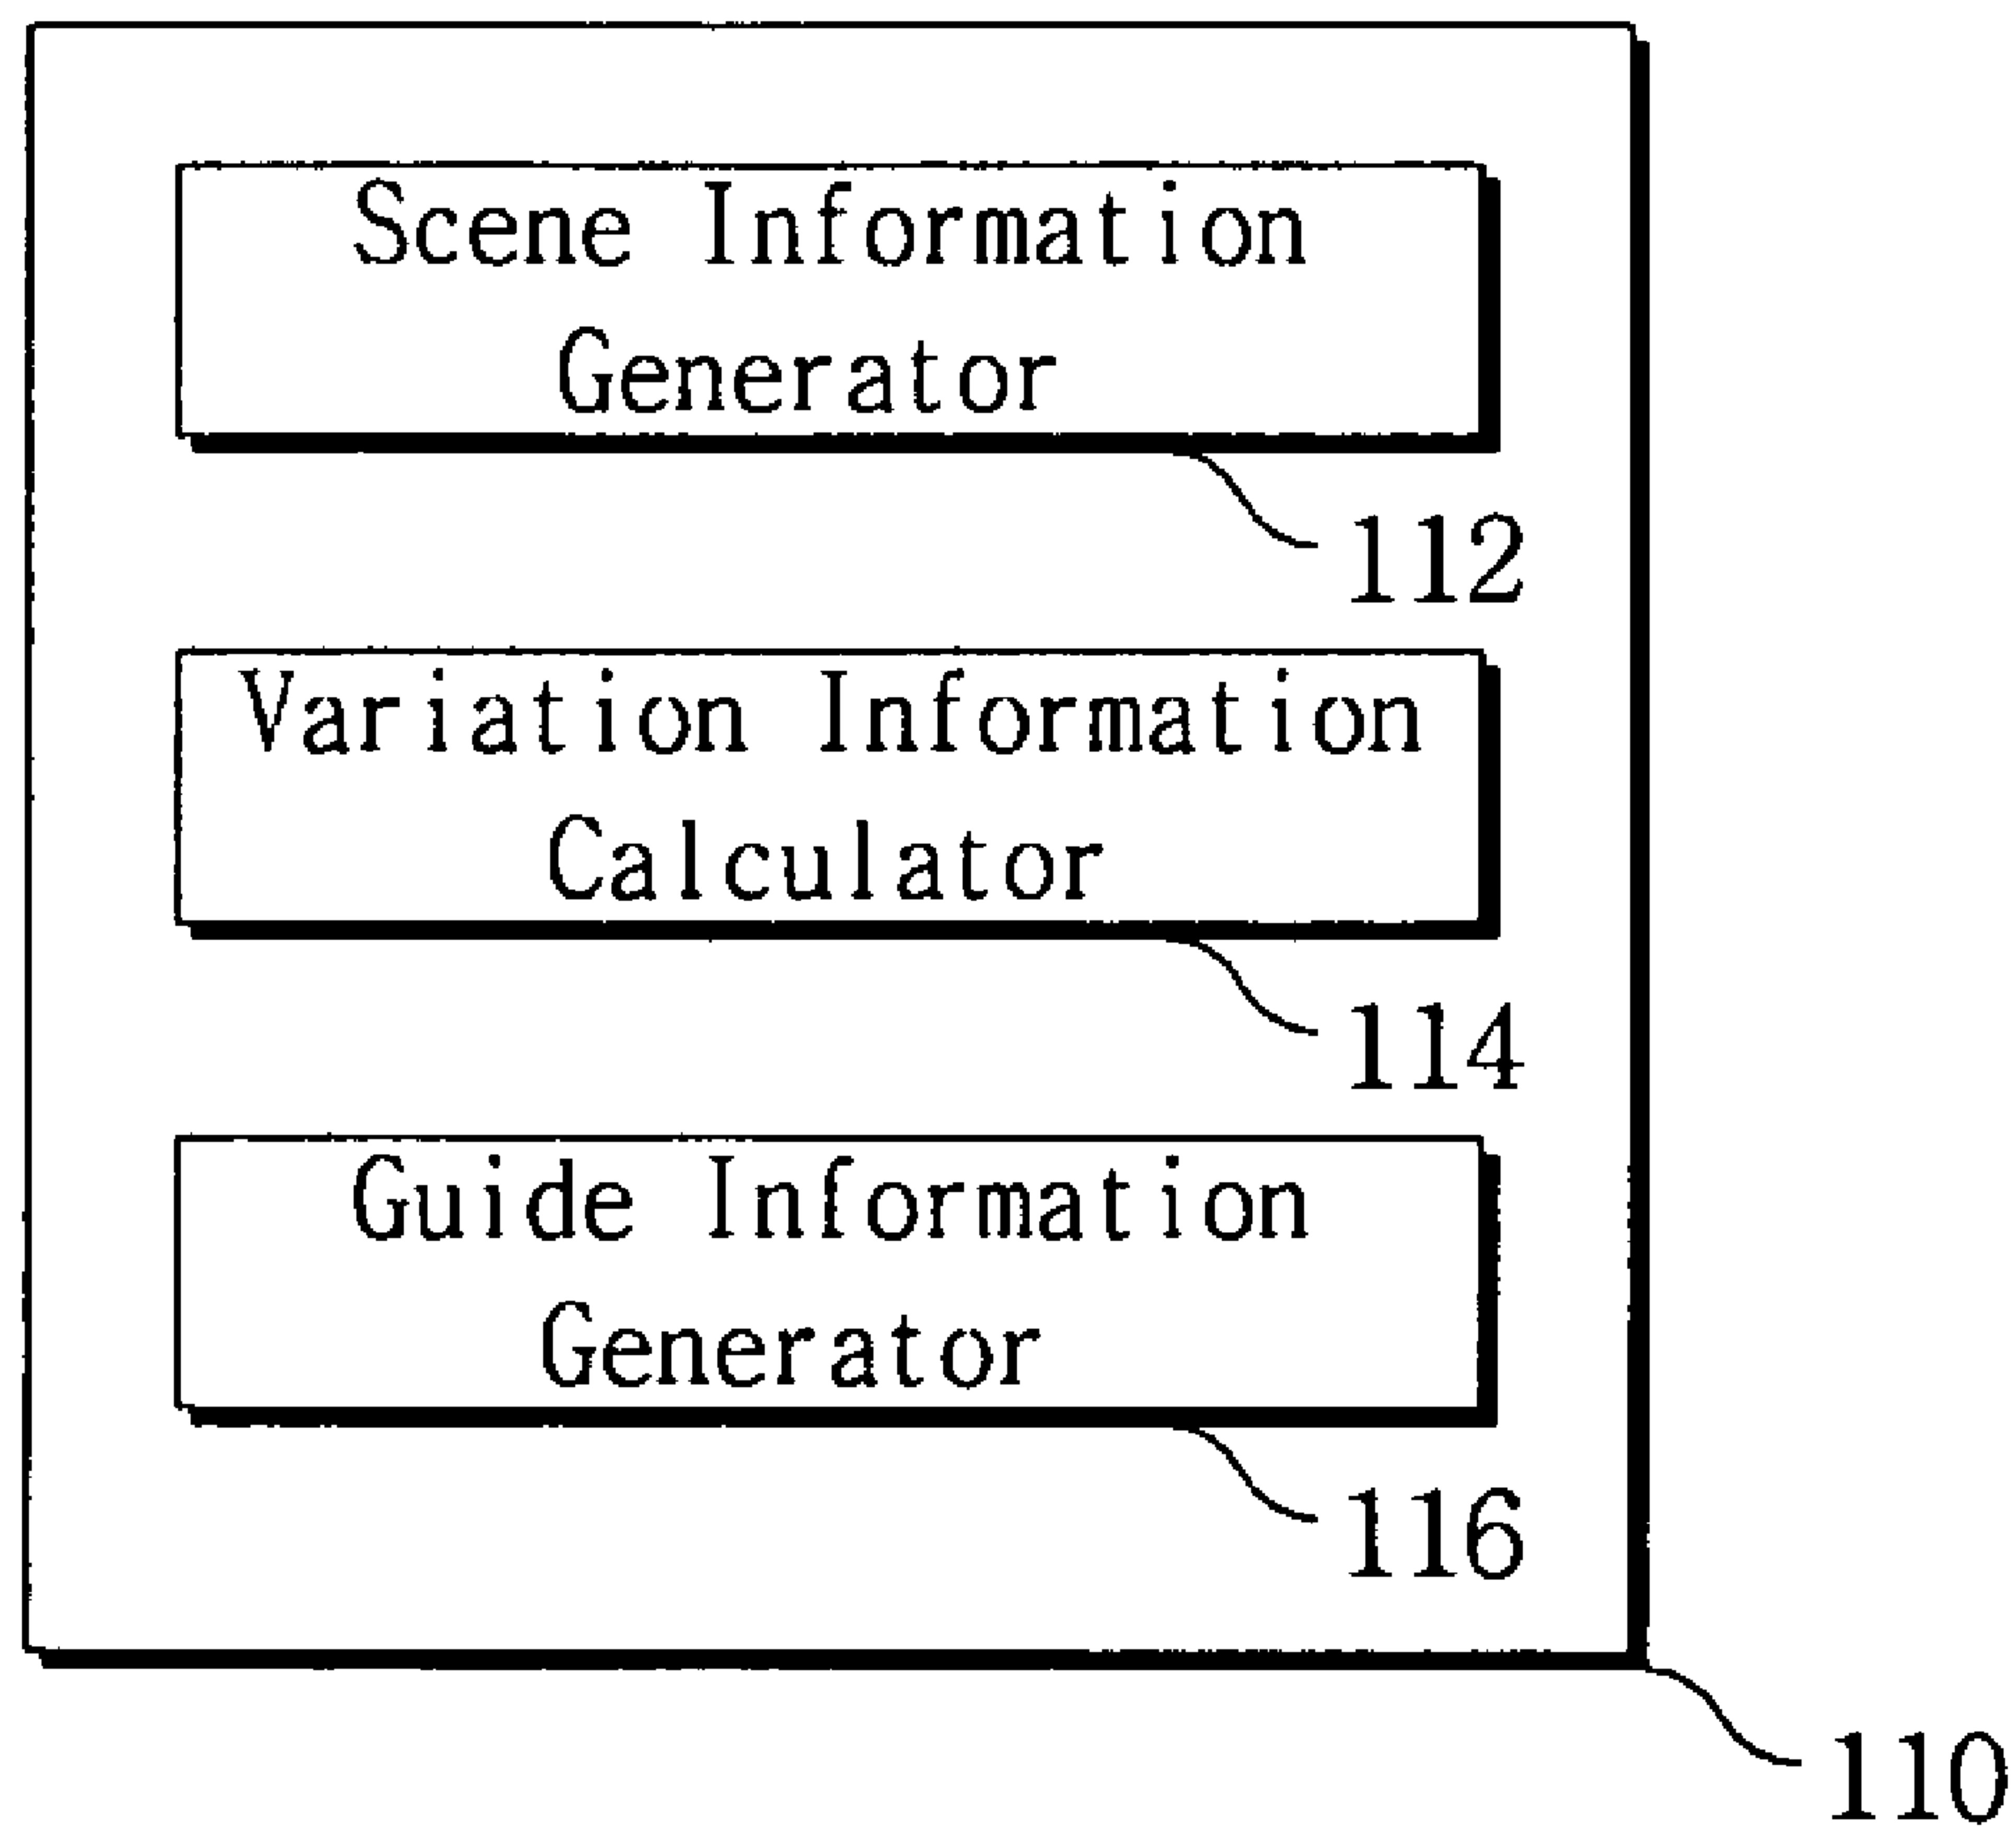 Scene Information
Generator
112
Variation Information
Calculator
114
Guide Information
Generator
116
110